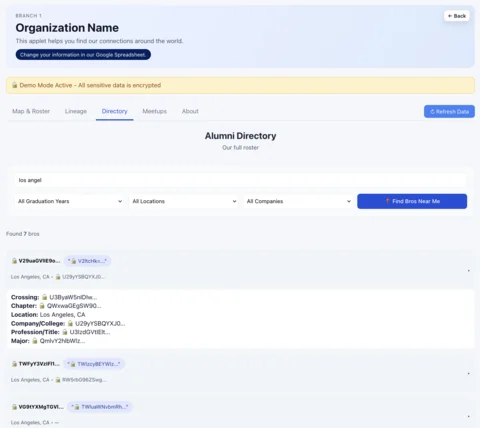 BRANCH 1
← Back
Organization Name
This applet helps you find our connections around the world.
Change your information in our Google Spreadsheet.
🔒 Demo Mode Active - All sensitive data is encrypted
Map & Roster Lineage Directory Meetups About ↻ Refresh Data
Alumni Directory
Our full roster
los angel
All Graduation Years All Locations All Companies 📍 Find Bros Near Me
Found 7 bros
Los Angeles, CA •
Crossing:
Chapter:
Location: Los Angeles, CA
Company/College:
Profession/Title:
Major:
Los Angeles, CA •
Los Angeles, CA • --